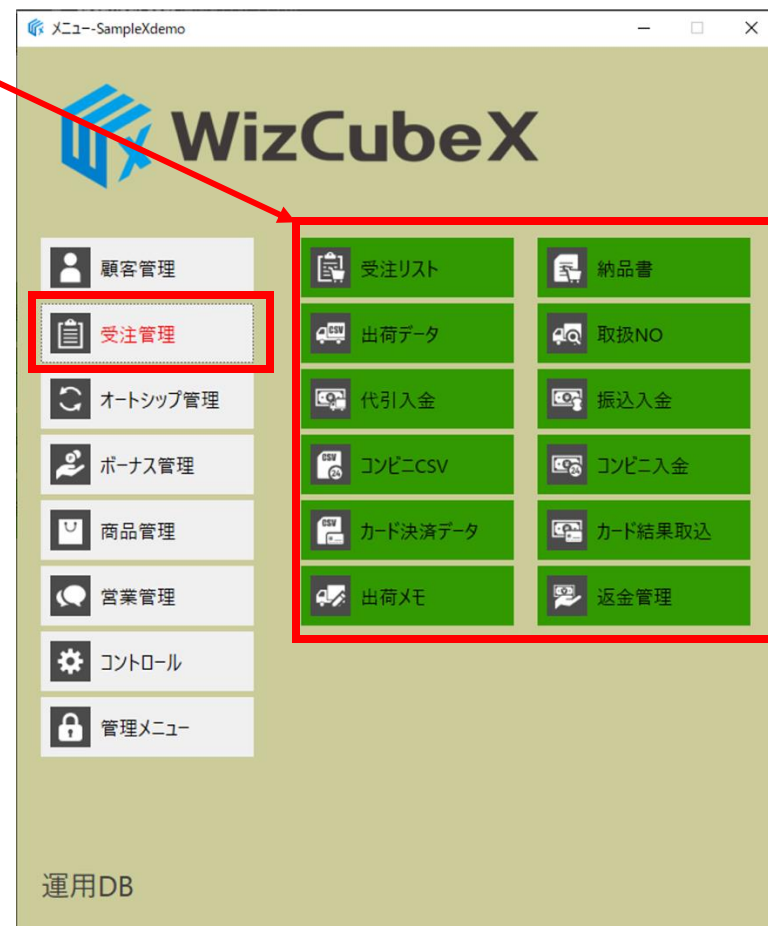 メニュー-SampleXdemo
WizCubeX
顧客管理
受注管理
オートシップ管理
ボーナス管理
商品管理
営業管理
コントロール
管理メニュー
受注リスト
納品書
CSV
出荷データ
取扱NO
代引入金
振込入金
CSV
24
コンビニCSV
24
コンビニ入金
CSV
カード決済データ
カード結果取込
出荷メモ
返金管理
運用DB